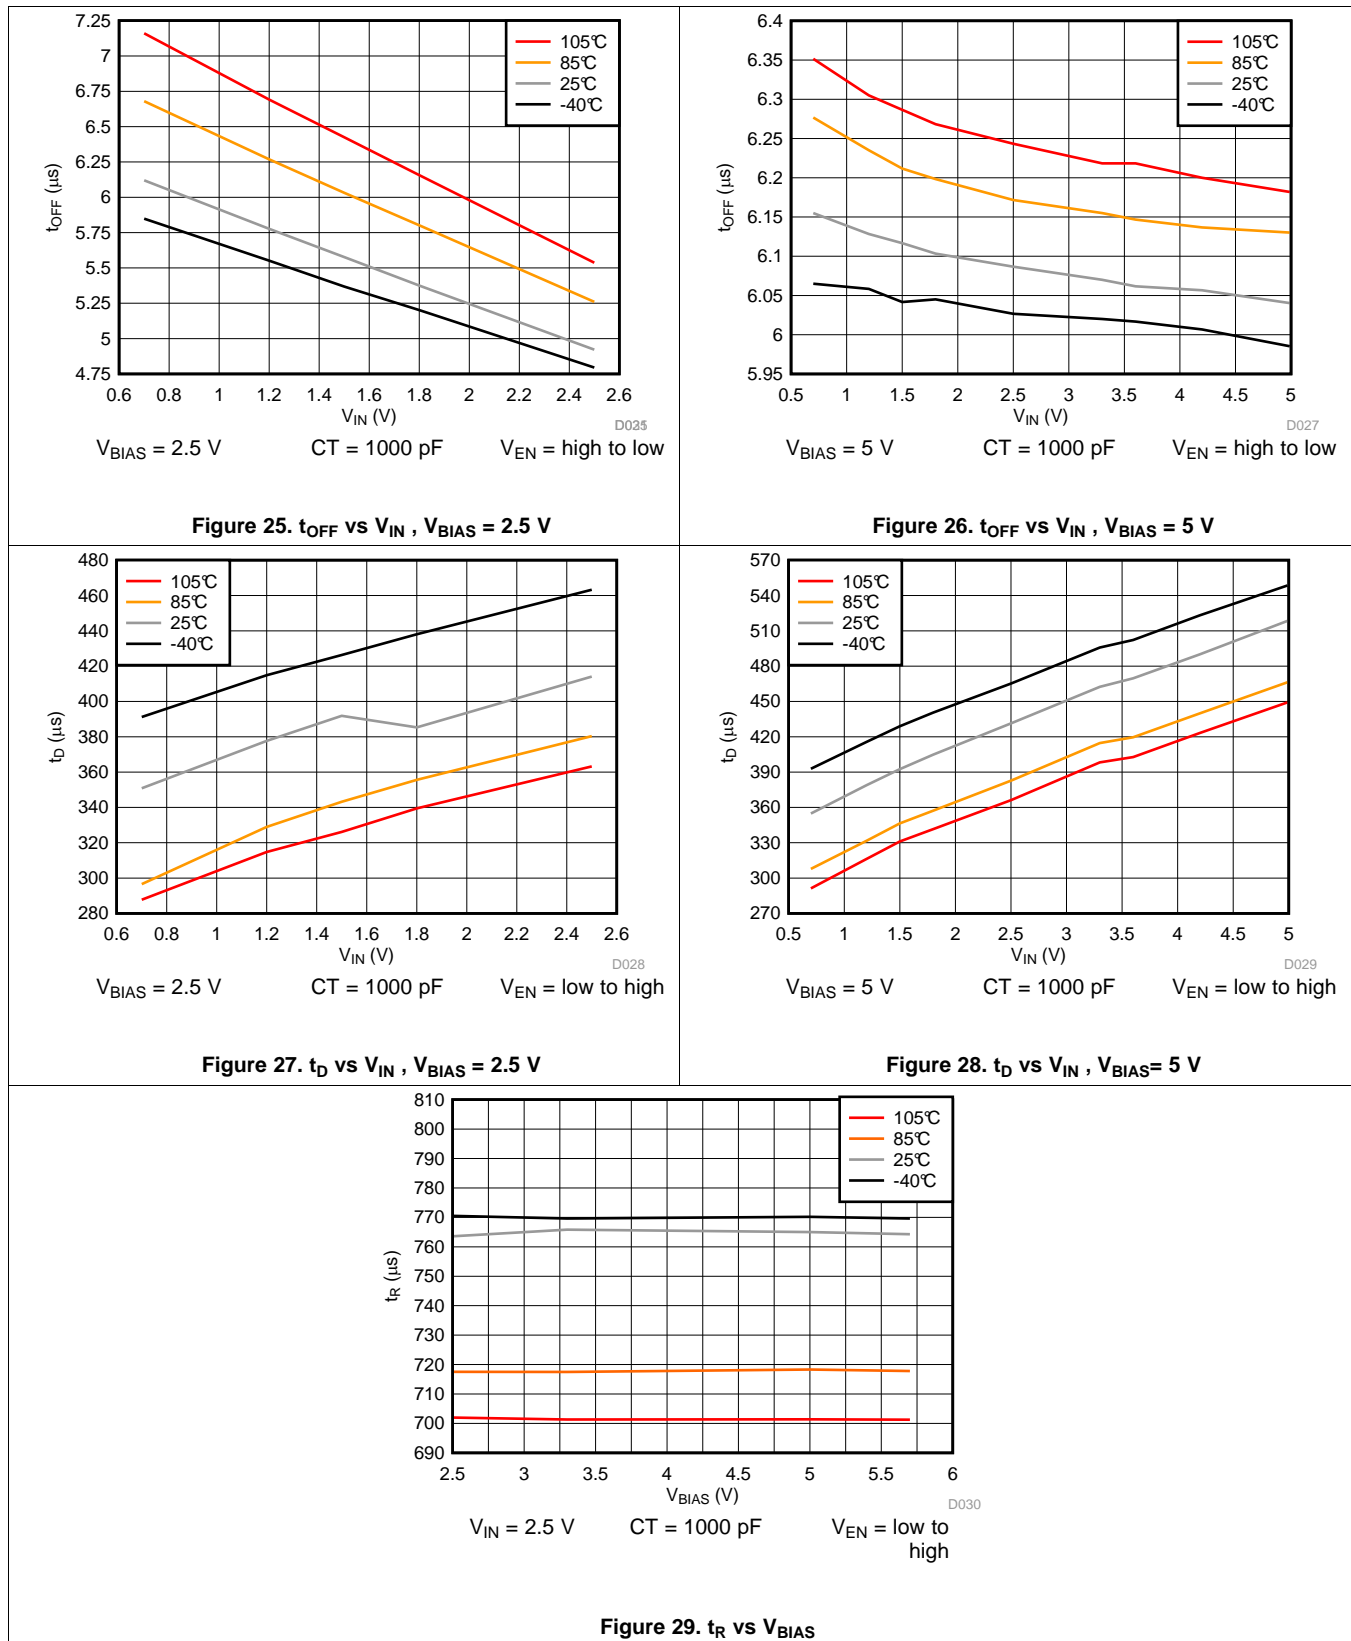 7.25
7
6.75
6.5
6.25
6
5.75
5.5
5.25
5
4.75
tOFF (µs)
105°C
85°C
25°C
-40°C
0.6 0.8 1 1.2 1.4 1.6 1.8 2 2.2 2.4 2.6
VIN (V)
VBIAS = 2.5 V CT = 1000 pF VEN = high to low
Figure 25. tOFF vs VIN , VBIAS = 2.5 V
6.4
6.35
6.3
6.25
6.2
6.15
6.1
6.05
6
5.95
tOFF (µs)
105°C
85°C
25°C
-40°C
0.5 1 1.5 2 2.5 3 3.5 4 4.5 5
VIN (V)
D027
VBIAS = 5 V CT = 1000 pF VEN = high to low
Figure 26. tOFF vs VIN , VBIAS = 5 V
480
460
440
420
400
380
360
340
320
300
280
tD (µs)
105°C
85°C
25°C
-40°C
0.6 0.8 1 1.2 1.4 1.6 1.8 2 2.2 2.4 2.6
VIN (V)
D028
VBIAS = 2.5 V CT = 1000 pF VEN = low to high
Figure 27. tD vs VIN , VBIAS = 2.5 V
570
540
510
480
450
420
390
360
330
300
270
tD (µs)
105°C
85°C
25°C
-40°C
0.5 1 1.5 2 2.5 3 3.5 4 4.5 5
VIN (V)
D029
VBIAS = 5 V CT = 1000 pF VEN = low to high
Figure 28. tD vs VIN , VBIAS= 5 V
810
800
790
780
770
760
750
740
730
720
710
700
690
tR (µs)
105°C
85°C
25°C
-40°C
2.5 3 3.5 4 4.5 5 5.5 6
VBIAS (V)
D030
VIN = 2.5 V CT = 1000 pF VEN = low to
high
Figure 29. tR vs VBIAS